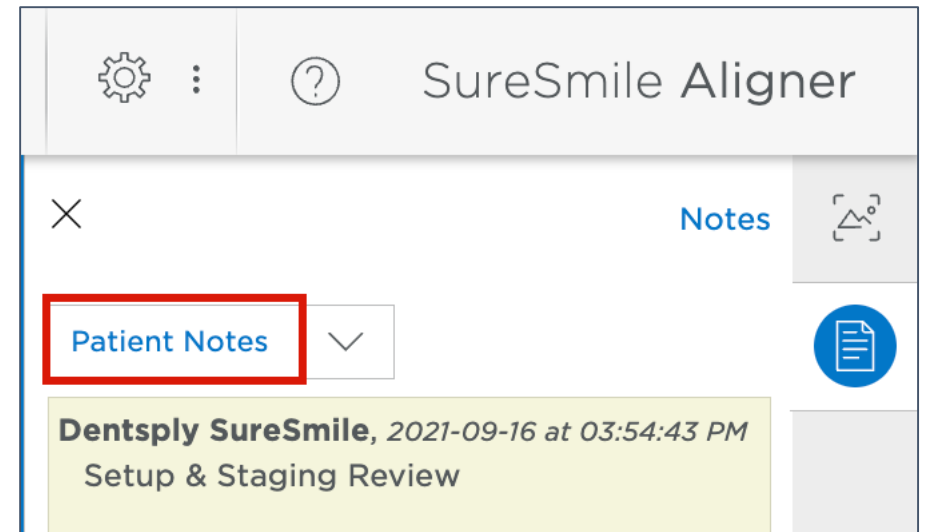 SureSmile Aligner
Notes
Patient Notes
Dentsply SureSmile, 2021-09-16 at 03:54:43 PM
Setup & Staging Review